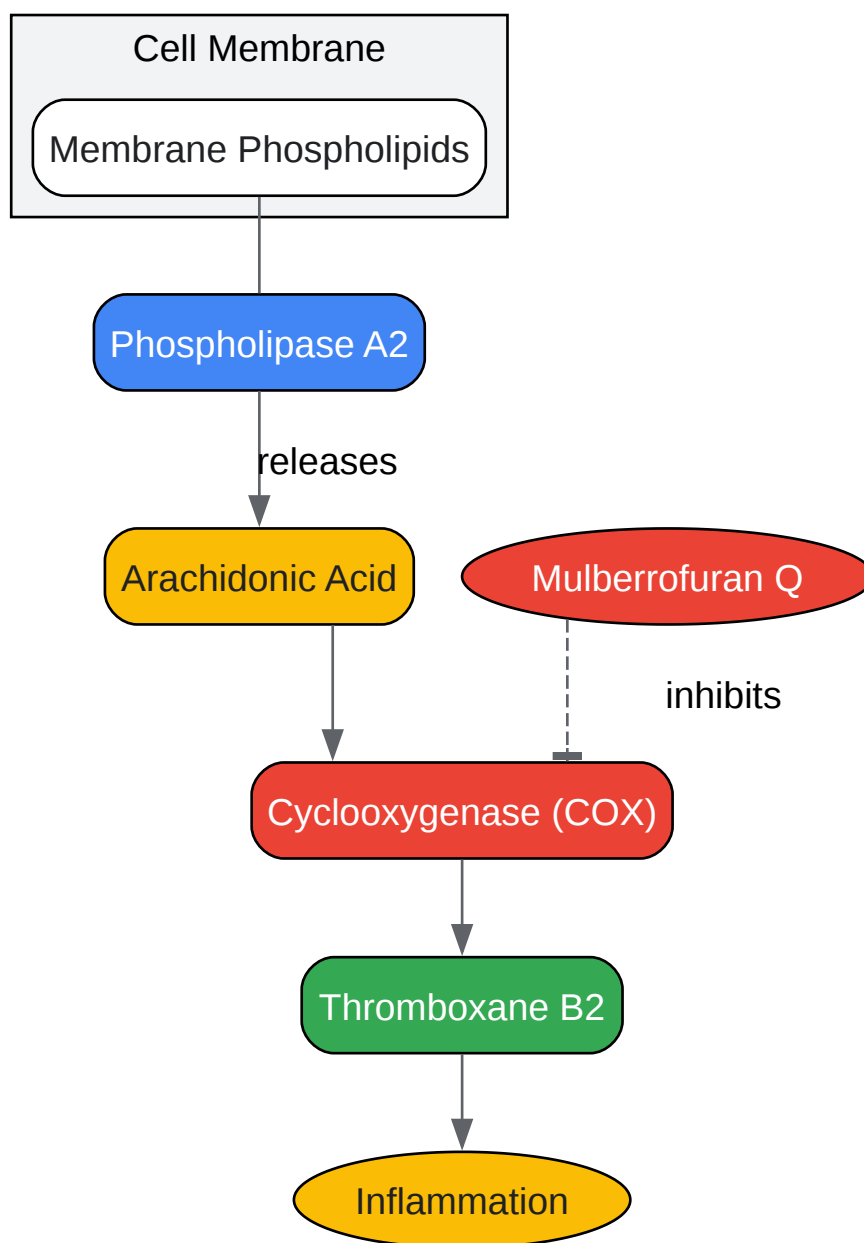 Cell Membrane
Membrane Phospholipids
Phospholipase A2
releases
Arachidonic Acid
Mulberrofuran Q
inhibits
Cyclooxygenase (COX)
Thromboxane B2
Inflammation